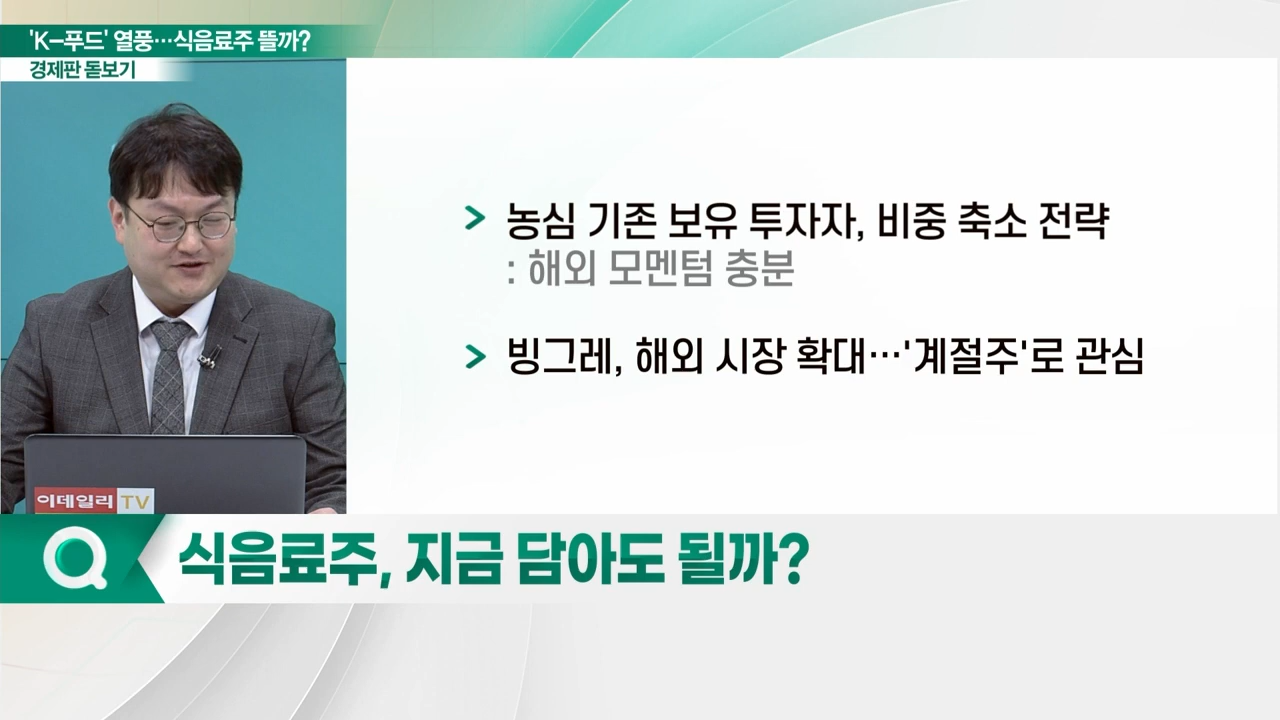 'K-푸드' 열풍…식음료주 뜰까?
경제판 돋보기
> 농심 기존 보유 투자자, 비중 축소 전략
: 해외 모멘텀 충분
> 빙그레, 해외 시장 확대…'계절주'로 관심
이데일리 TV
Q 식음료주, 지금 담아도 될까?